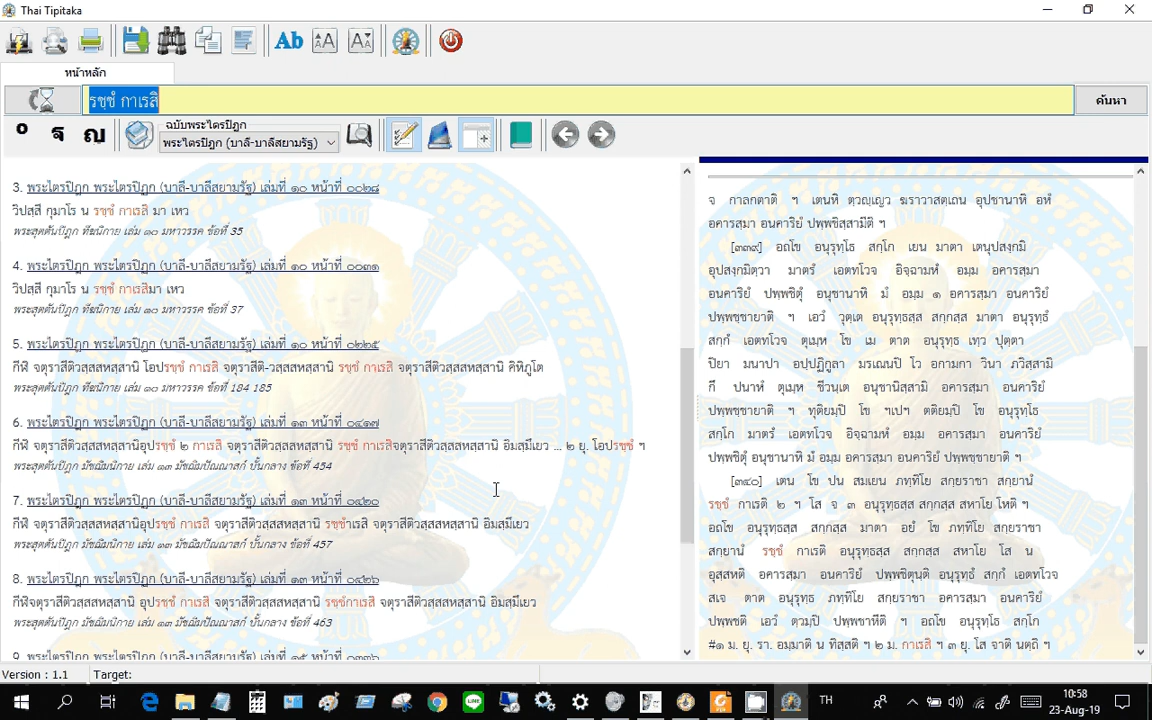 Thai Tipitaka
Ab
AA
AA
หน้าหลัก
รชฺชํ กาเรสิ
ค้นหา
ฐ
ญ
ฉบับพระไตรปิฎก
พระไตรปิฎก (บาลี-บาลีสยามรัฐ)
3. พระไตรปิฎก พระไตรปิฎก (บาลี-บาลีสยามรัฐ) เล่มที่ ๑๐ หน้าที่ ๐๐๒๘
วิปสฺสี กุมาโร น รชฺชํ กาเรสิ มา เหว
พระสุตตันปิฎก ทีฆนิกาย เล่ม ๑๐ มหาวรรค ข้อที่ 35
4. พระไตรปิฎก พระไตรปิฎก (บาลี-บาลีสยามรัฐ) เล่มที่ ๑๐ หน้าที่ ๐๐๓๑
วิปสฺสี กุมาโร น รชฺชํ กาเรสิมา เหว
พระสุตตันปิฎก ทีฆนิกาย เล่ม ๑๐ มหาวรรค ข้อที่ 37
5. พระไตรปิฎก พระไตรปิฎก (บาลี-บาลีสยามรัฐ) เล่มที่ ๑๐ หน้าที่ ๐๒๒๕
กีฬิ จตุราสีติวสฺสสหสฺสานิ โอปรชฺชํ กาเรสิ จตุราสีติ-วสฺสสหสฺสานิ รชฺชํ กาเรสิ จตุราสีติวสฺสสหสฺสานิ คิหิภูโต
พระสุตตันปิฎก ทีฆนิกาย เล่ม ๑๐ มหาวรรค ข้อที่ 184 185
6. พระไตรปิฎก พระไตรปิฎก (บาลี-บาลีสยามรัฐ) เล่มที่ ๑๓ หน้าที่ ๐๔๑๗
กีฬิ จตุราสีติวสฺสสหสฺสานิอุปรชฺชํ ๒ กาเรสิ จตุราสีติวสฺสสหสฺสานิ รชฺชํ กาเรสิจตุราสีติวสฺสสหสฺสานิ อิมสฺมึเยว ... ๒ ยุ. โอปรชฺชํ ฯ
พระสุตตันปิฎก มัชฌิมนิกาย เล่ม ๑๓ มัชฌิมปัณณาสก์ บั้นกลาง ข้อที่ 454
7. พระไตรปิฎก พระไตรปิฎก (บาลี-บาลีสยามรัฐ) เล่มที่ ๑๓ หน้าที่ ๐๔๒๐
กีฬิ จตุราสีติวสฺสสหสฺสานิอุปรชฺชํ กาเรสิ จตุราสีติวสฺสสหสฺสานิ รชฺชําเรสิ จตุราสีติวสฺสสหสฺสานิ อิมสฺมึเยว
พระสุตตันปิฎก มัชฌิมนิกาย เล่ม ๑๓ มัชฌิมปัณณาสก์ บั้นกลาง ข้อที่ 457
8. พระไตรปิฎก พระไตรปิฎก (บาลี-บาลีสยามรัฐ) เล่มที่ ๑๓ หน้าที่ ๐๔๒๖
กีฬิจตุราสีติวสฺสสหสฺสานิ อุปรชฺชํ กาเรสิ จตุราสีติวสฺสสหสฺสานิ รชฺชํกาเรสิ จตุราสีติวสฺสสหสฺสานิ อิมสฺมึเยว
พระสุตตันปิฎก มัชฌิมนิกาย เล่ม ๑๓ มัชฌิมปัณณาสก์ บั้นกลาง ข้อที่ 463
9. พระไตรปิฎก พระไตรปิฎก (บาลี-บาลีสยามรัฐ) เล่มที่ ๑๕ หน้าที่
จ กาลกตาติ ฯ เตนหิ ตฺวญฺเญว ฆราวาสตฺเถน อุปชานาหิ อหํ
อคารสฺมา อนคาริยํ ปพฺพชิสฺสามีติ ฯ
[๓๓๙] อถโข อนุรุทฺโธ สกฺโก เยน มาตา เตนุปสงฺกมิ
อุปสงฺกมิตฺวา มาตรํ เอตทโวจ อิจฺฉามหํ อมฺม อคารสฺมา
อนคาริยํ ปพฺพชิตุํ อนุชานาหิ มํ อมฺม ๑ อคารสฺมา อนคาริยํ
ปพฺพชฺชายาติ ฯ เอวํ วุตฺเต อนุรุทฺธสฺส สกฺกสฺส มาตา อนุรุทฺธํ
สกฺกํ เอตทโวจ ตุเมฺห โข เม ตาต อนุรุทฺธ เทฺว ปุตฺตา
ปิยา มนาปา อปฺปฏิกูลา มรเณนปิ โว อกามกา วินา ภวิสฺสามิ
กึ ปนาหํ ตุเมฺห ชีวนฺเต อนุชานิสฺสามิ อคารสฺมา อนคาริยํ
ปพฺพชฺชายาติ ฯ ทุติยมฺปิ โข ฯเปฯ ตติยมฺปิ โข อนุรุทฺโธ
สกฺโก มาตรํ เอตทโวจ อิจฺฉามหํ อมฺม อคารสฺมา อนคาริยํ
ปพฺพชิตุํ อนุชานาหิ มํ อมฺม อคารสฺมา อนคาริยํ ปพฺพชฺชายาติ ฯ
[๓๔๐] เตน โข ปน สมเยน ภทฺทิโย สกฺยราชา สกฺยานํ
รชฺชํ กาเรติ ๒ ฯ โส จ ๓ อนุรุทฺธสฺส สกฺกสฺส สหาโย โหติ ฯ
อถโข อนุรุทฺธสฺส สกฺกสฺส มาตา อยํ โข ภทฺทิโย สกฺยราชา
สกฺยานํ รชฺชํ กาเรติ อนุรุทฺธสฺส สกฺกสฺส สหาโย โส น
อุสฺสหติ อคารสฺมา อนคาริยํ ปพฺพชิตุนฺติ อนุรุทฺธํ สกฺกํ เอตทโวจ
สเจ ตาต อนุรุทฺธ ภทฺทิโย สกฺยราชา อคารสฺมา อนคาริยํ
ปพฺพชติ เอวํ ตฺวมฺปิ ปพฺพชาหีติ ฯ อถโข อนุรุทฺโธ สกฺโก
#๑ ม. ยุ. รา. อมฺมาติ น ทิสฺสติ ฯ ๒ ม. กาเรสิ ฯ ๓ ยุ. โส จาติ นตฺถิ ฯ
Version : 1.1
Target:
TH
10:58
23-Aug-19